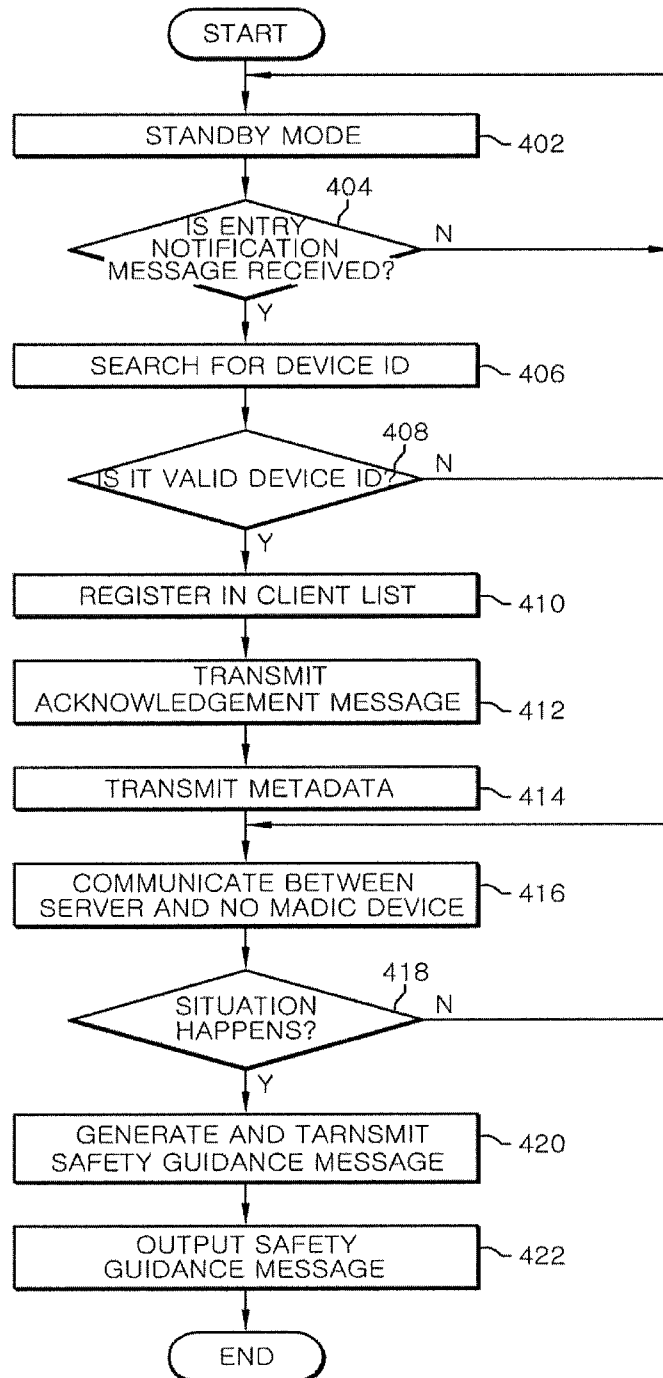 START
STANDBY MODE
402
404
IS ENTRY
NOTIFICATION
MESSAGE RECEIVED?
N
Y
SEARCH FOR DEVICE ID
406
408
IS IT VALID DEVICE ID?
N
Y
REGISTER IN CLIENT LIST
410
TRANSMIT
ACKNOWLEDGEMENT MESSAGE
412
TRANSMIT METADATA
414
COMMUNICATE BETWEEN
SERVER AND NO MADIC DEVICE
416
418
SITUATION
HAPPENS?
N
Y
GENERATE AND TARNSMIT
SAFETY GUIDANCE MESSAGE
420
OUTPUT SAFETY
GUIDANCE MESSAGE
422
END